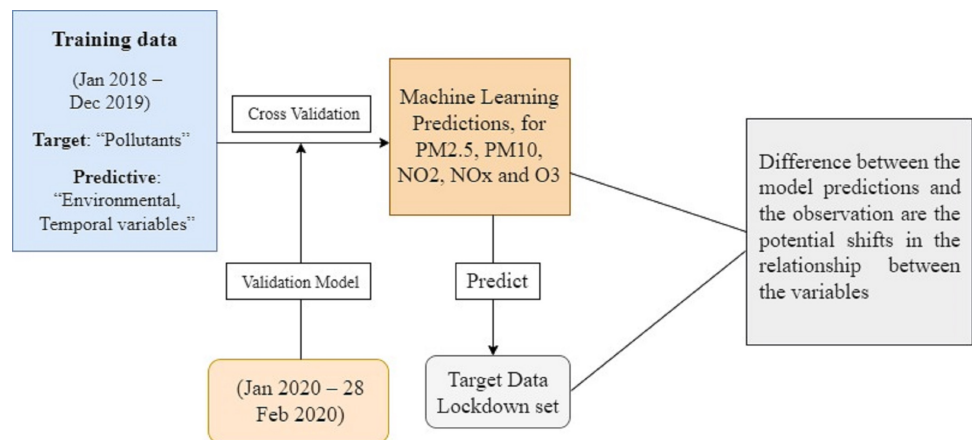 Training data
(Jan 2018 –
Dec 2019)
Target: “Pollutants”
Predictive:
“Environmental,
Temporal variables”
Cross Validation
Machine Learning
Predictions, for
PM2.5, PM10,
NO2, NOx and O3
Validation Model
Predict
(Jan 2020 – 28
Feb 2020)
Target Data
Lockdown set
Difference between the
model predictions and
the observation are the
potential shifts in the
relationship between
the variables